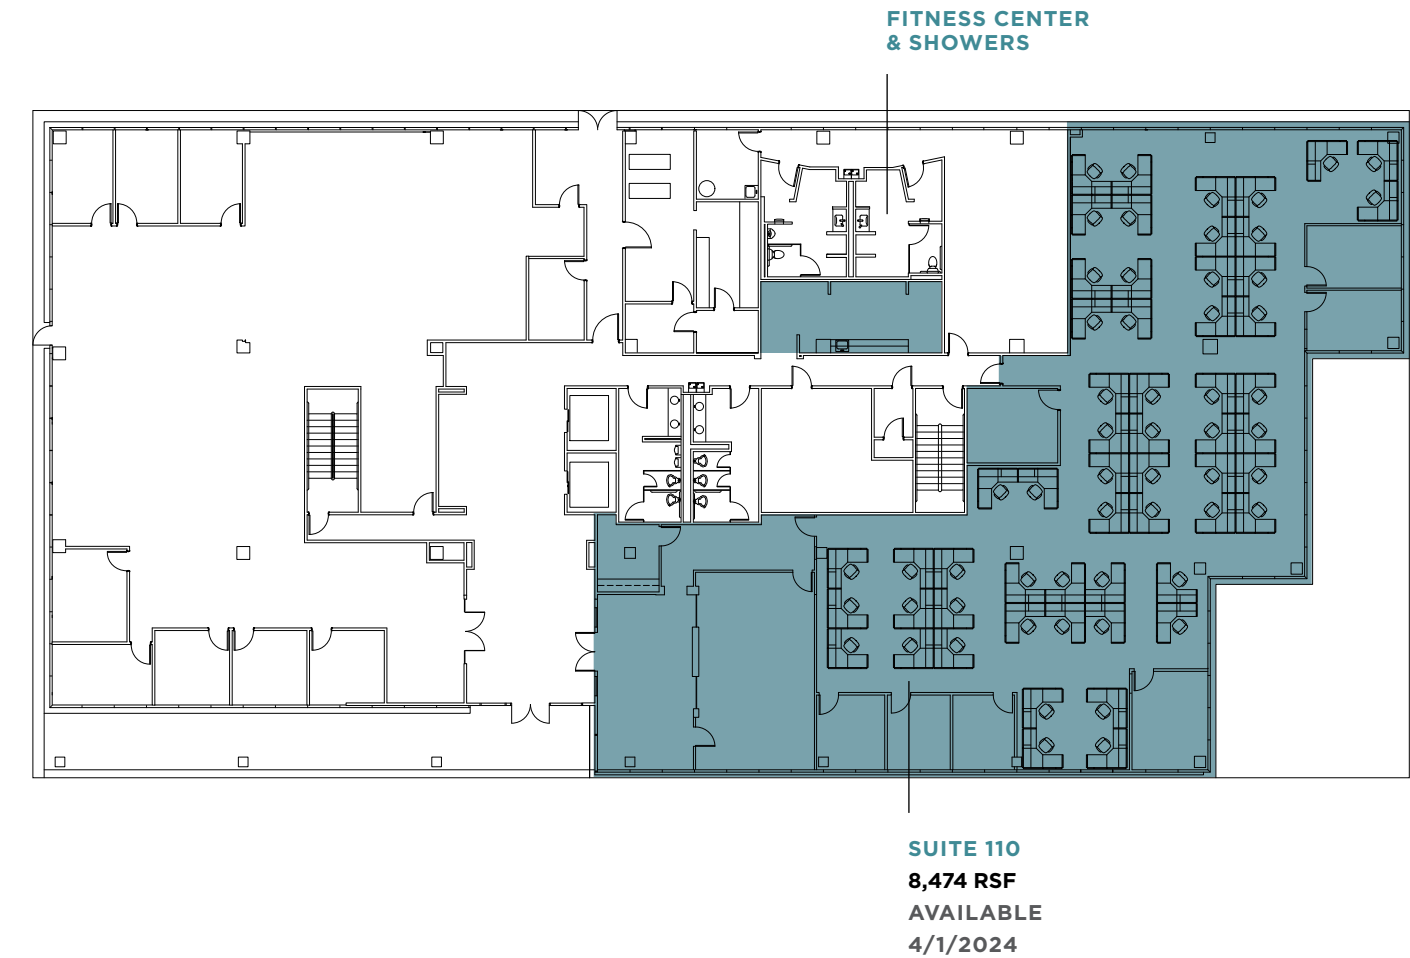 FITNESS CENTER
& SHOWERS
SUITE 110
8,474 RSF
AVAILABLE
4/1/2024